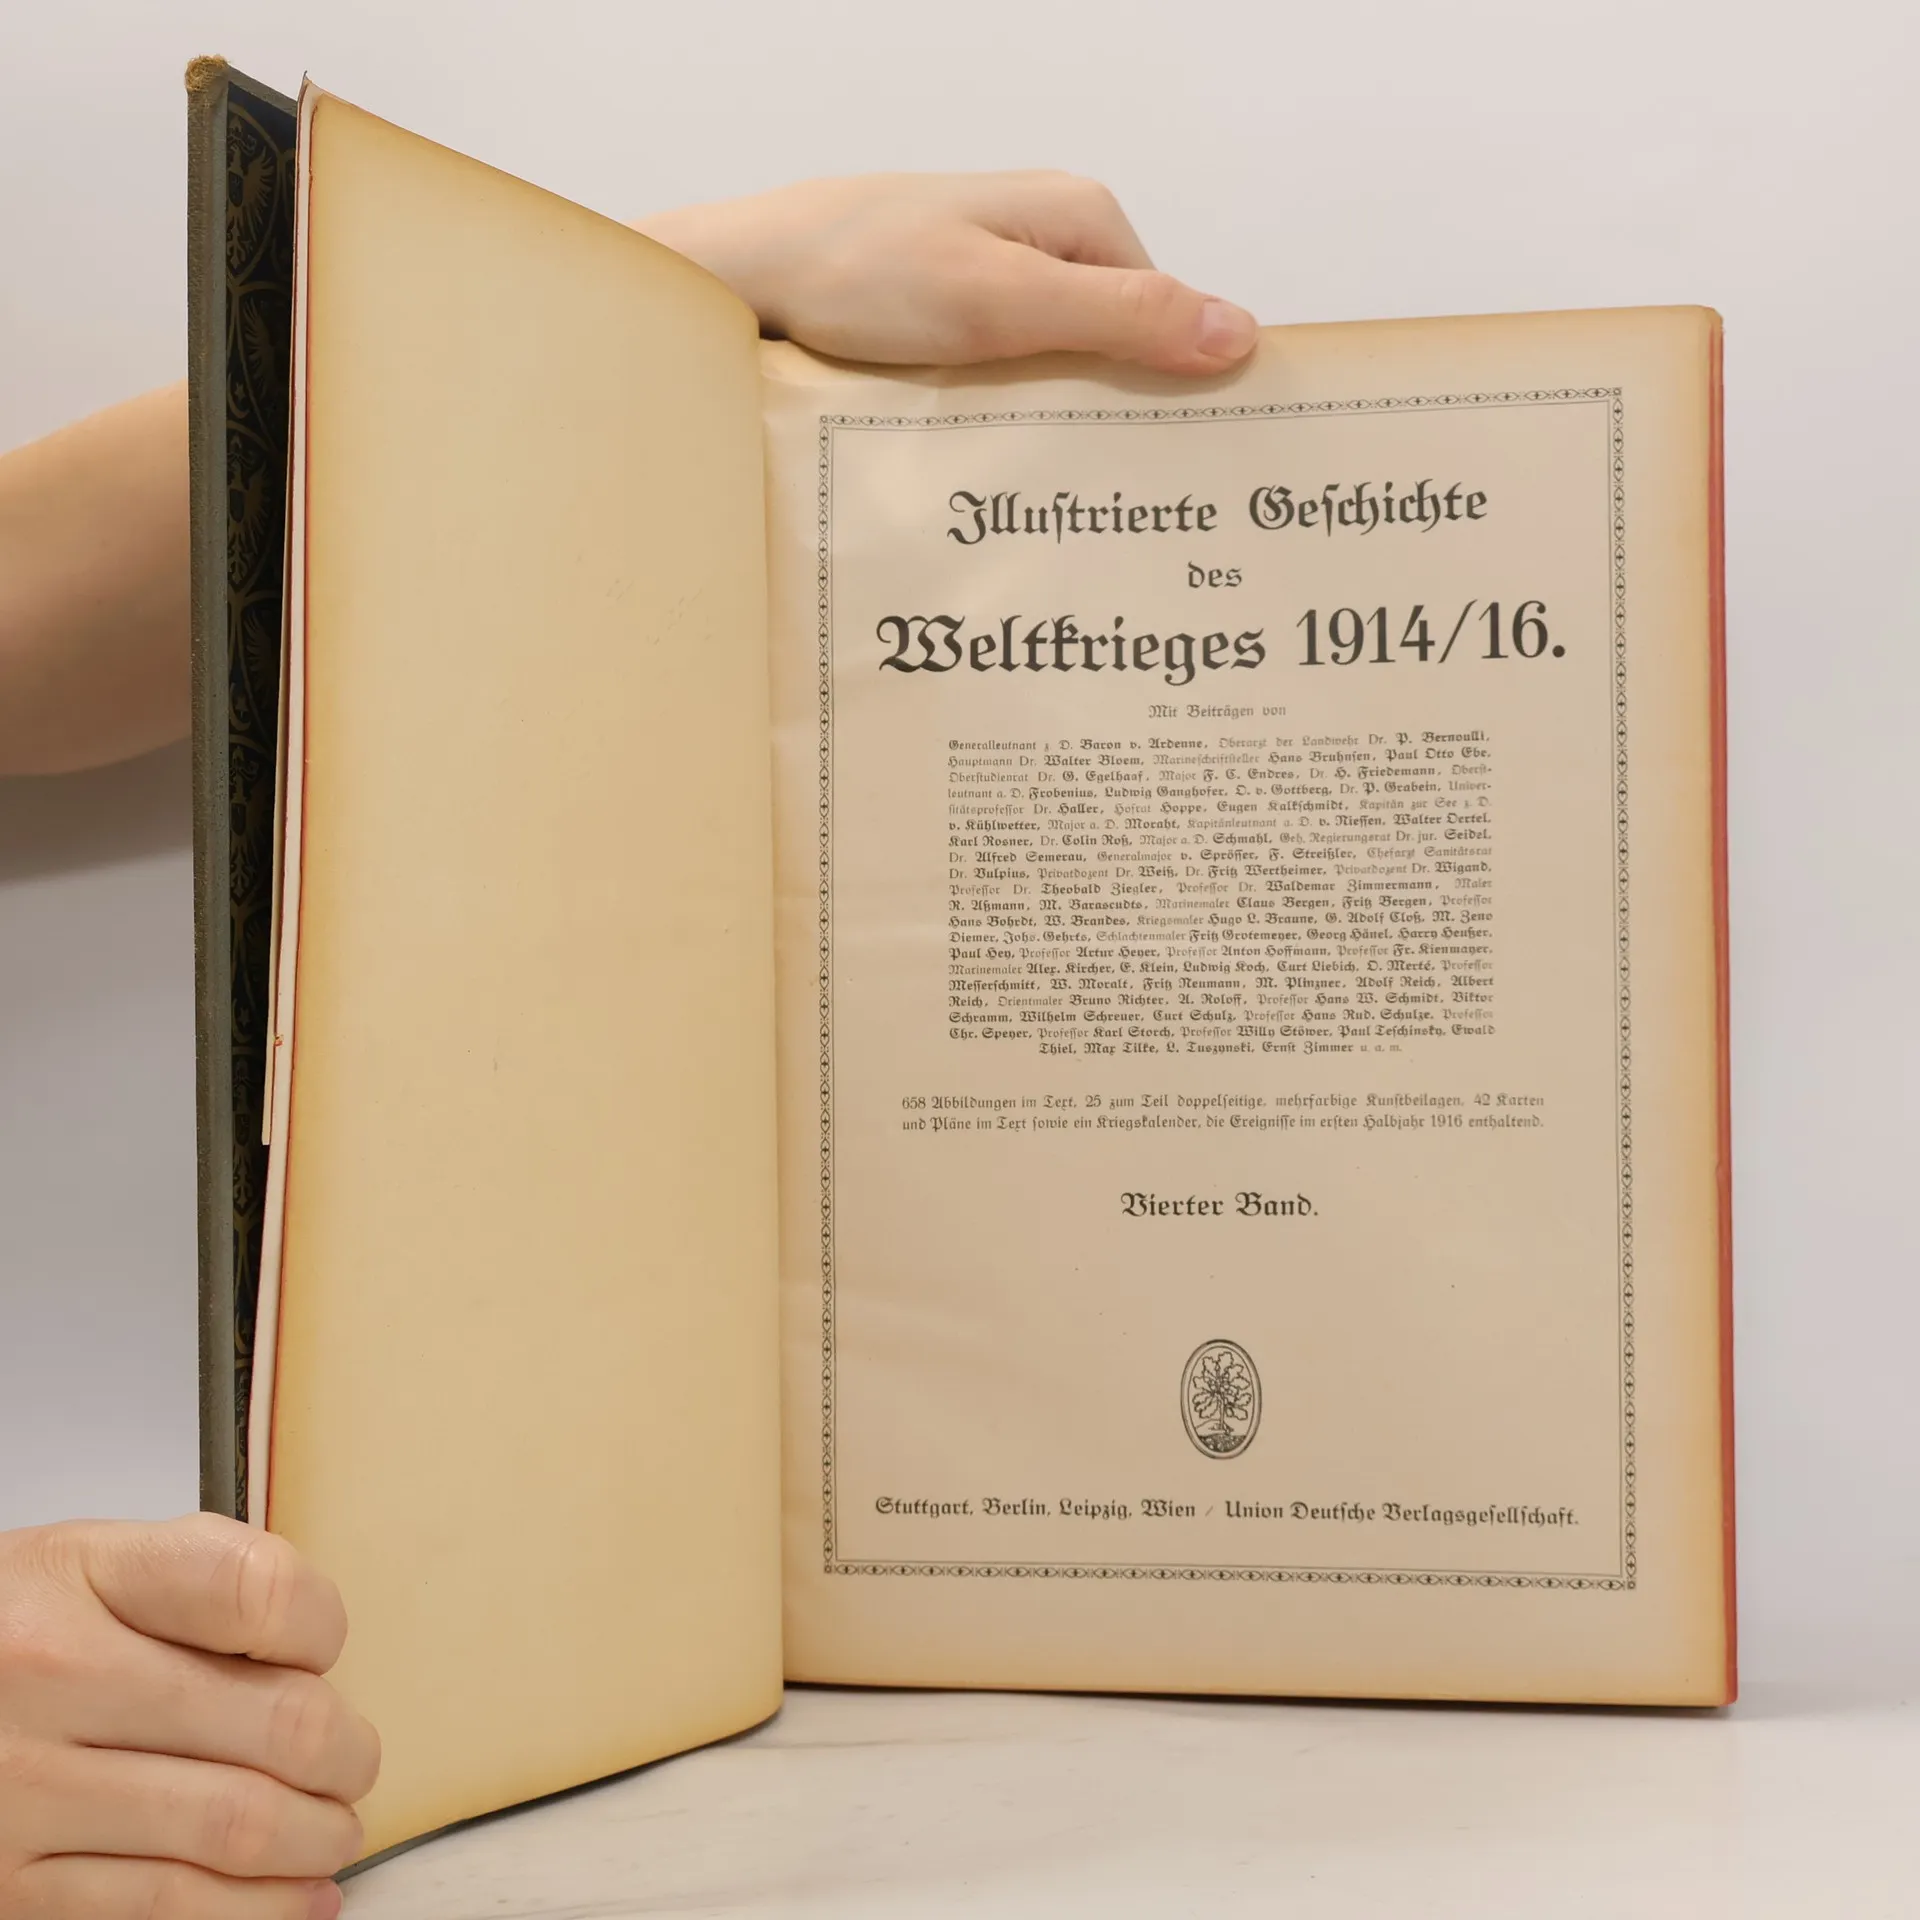 Illustrierte Geschichte
des
Weltkrieges 1914/16.
Mit Beiträgen von
Generalleutnant z. D. Baron v. Ardenne, Oberarzt der Landwehr Dr. P. Bernoulli,
Hauptmann Dr. Walter Bloem, Marineschriftsteller Hans Bruhnsen, Paul Otto Ebe,
Oberstudienrat Dr. G. Egelhaaf, Major F. C. Endres, Dr. H. Friedemann, Oberst-
leutnant a. D. Frobenius, Ludwig Ganghofer, O. v. Gottberg, Dr. P. Grabein, Univer-
sitätsprofessor Dr. Haller, Hofrat Hoppe, Eugen Kalkschmidt, Kapitän zur See z. D.
v. Kühlwetter, Major a. D. Moraht, Kapitänleutnant a. D. v. Niessen, Walter Oertel,
Karl Rosner, Dr. Colin Roß, Major a. D. Schmahl, Geh. Regierungsrat Dr. jur. Seidel,
Dr. Alfred Semerau, Generalmajor v. Sprösser, F. Streißler, Chefarzt Sanitätsrat
Dr. Vulpius, Privatdozent Dr. Weiß, Dr. Fritz Wertheimer, Privatdozent Dr. Wigand,
Professor Dr. Theobald Ziegler, Professor Dr. Waldemar Zimmermann, Maler
R. Aßmann, M. Barascudts, Marinemaler Claus Bergen, Fritz Bergen, Professor
Hans Bohrdt, W. Brandes, Kriegsmaler Hugo L. Braune, G. Adolf Cloß, M. Zeno
Diemer, Johs. Gehrts, Schlachtenmaler Fritz Grotemeyer, Georg Hänel, Harry Heußer,
Paul Hey, Professor Artur Heyer, Professor Anton Hoffmann, Professor Fr. Kienmayer,
Marinemaler Alex. Kircher, E. Klein, Ludwig Koch, Curt Liebich, O. Merté, Professor
Messerschmitt, W. Moralt, Fritz Neumann, M. Plinzner, Adolf Reich, Albert
Reich, Orientmaler Bruno Richter, A. Roloff, Professor Hans W. Schmidt, Viktor
Schramm, Wilhelm Schreuer, Curt Schulz, Professor Hans Rud. Schulze, Professor
Chr. Speyer, Professor Karl Storch, Professor Willy Stöwer, Paul Teschinsky, Ewald
Thiel, Max Tilke, L. Tuszynski, Ernst Zimmer u. a. m.
658 Abbildungen im Text, 25 zum Teil doppelseitige, mehrfarbige Kunstbeilagen, 42 Karten
und Pläne im Text sowie ein Kriegskalender, die Ereignisse im ersten Halbjahr 1916 enthaltend.
Vierter Band.
Stuttgart, Berlin, Leipzig, Wien / Union Deutsche Verlagsgesellschaft.